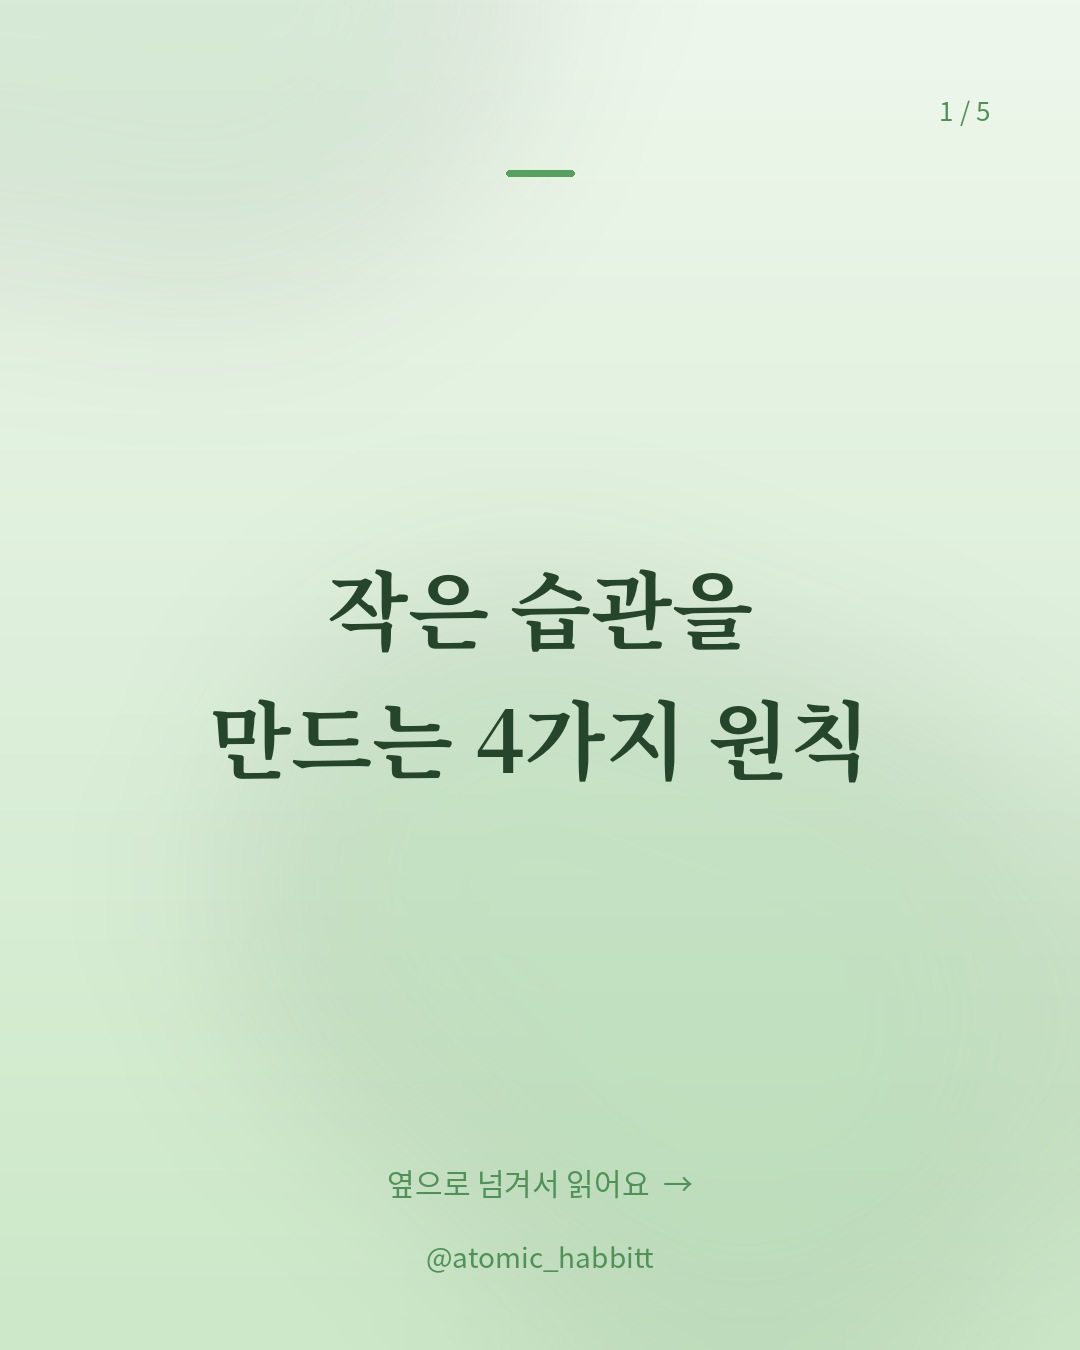 1 / 5
작은 습관을
만드는 4가지 원칙
옆으로 넘겨서 읽어요 →
@atomic_habbitt